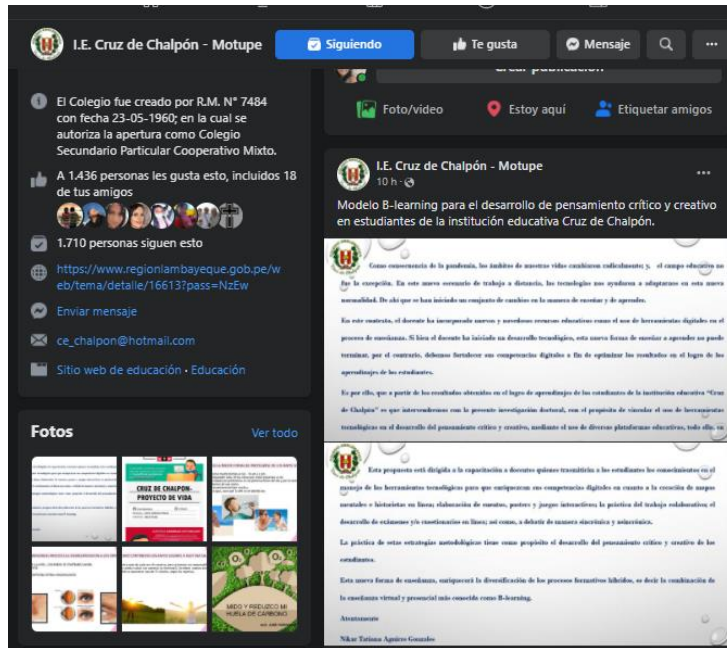 I.E. Cruz de Chalpón - Motupe
Siguiendo
Te gusta
Mensaje
El Colegio fue creado por R.M. N° 7484
con fecha 23-05-1960; en la cual se
autoriza la apertura como Colegio
Secundario Particular Cooperativo Mixto.
A 1.436 personas les gusta esto, incluidos 18
de tus amigos
1.710 personas siguen esto
https://www.regionlambayeque.gob.pe/w
eb/tema/detalle/16613?pass=NzEw
Enviar mensaje
ce_chalpon@hotmail.com
Sitio web de educación · Educación
Fotos
Ver todo
CRUZ DE CHALPON-
PROYECTO DE VIDA
MIDO Y REDUZCO MI
HUELLA DE CARBONO
Crear publicación
Foto/video
Estoy aquí
Etiquetar amigos
I.E. Cruz de Chalpón - Motupe
10 h
Modelo B-learning para el desarrollo de pensamiento crítico y creativo
en estudiantes de la institución educativa Cruz de Chalpón.
Como consecuencia de la pandemia, los ámbitos de nuestras vidas cambiaron radicalmente; y, el campo educativo no
fue la excepción. En este nuevo escenario de trabajo a distancia, las tecnologías nos ayudaron a adaptarnos en esta nueva
normalidad. De ahí que se han iniciado un conjunto de cambios en la manera de enseñar y de aprender.
En este contexto, el docente ha incorporado nuevos y novedosos recursos educativos como el uso de herramientas digitales en el
proceso de enseñanza. Si bien el docente ha iniciado un desarrollo tecnológico, esta nueva forma de enseñar a aprender no puede
terminar, por el contrario, debemos fortalecer sus competencias digitales a fin de optimizar los resultados en el logro de los
aprendizajes de los estudiantes.
Es por ello, que a partir de los resultados obtenidos en el logro de aprendizajes de los estudiantes de la institución educativa "Cruz
de Chalpón" es que intervendremos con la presente investigación doctoral, con el propósito de vincular el uso de herramientas
tecnológicas en el desarrollo del pensamiento crítico y creativo, mediante el uso de diversas plataformas educativas, todo ello, en
Esta propuesta está dirigida a la capacitación a docentes quienes transmitirán a los estudiantes los conocimientos en el
manejo de las herramientas tecnológicas para que enriquezcan sus competencias digitales en cuanto a la creación de mapas
mentales e historietas en línea; elaboración de cuentos, posters y juegos interactivos; la práctica del trabajo colaborativo; el
desarrollo de exámenes y/o cuestionarios en línea; así como, a debatir de manera síncrónica y asíncrónica.
La práctica de estas estrategias metodológicas tiene como propósito el desarrollo del pensamiento crítico y creativo de los
estudiantes.
Esta nueva forma de enseñanza, enriquecerá la diversificación de los procesos formativos híbridos, es decir la combinación de
la enseñanza virtual y presencial más conocida como B-learning.
Atentamente
Nikar Tatiana Aguirre Gonzales